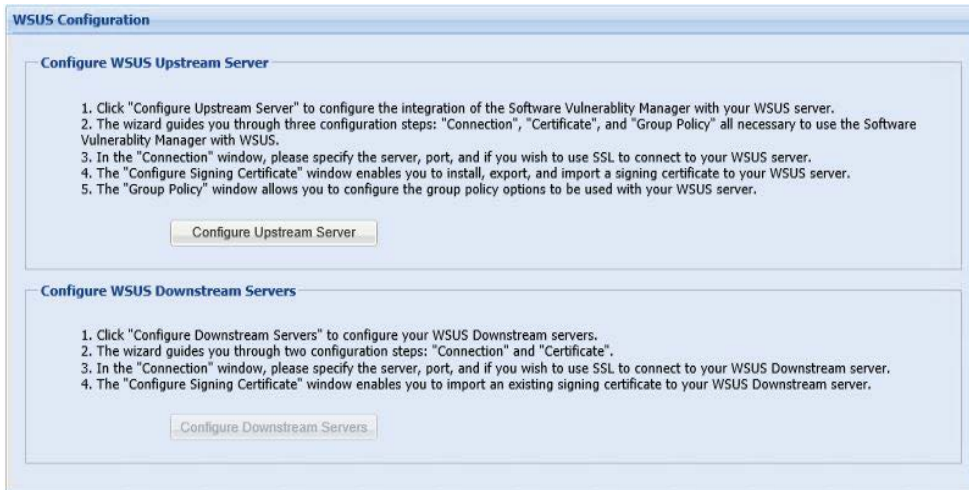 WSUS Configuration
Configure WSUS Upstream Server
1. Click "Configure Upstream Server" to configure the integration of the Software Vulnerablity Manager with your WSUS server.
2. The wizard guides you through three configuration steps: "Connection", "Certificate", and "Group Policy" all necessary to use the Software
Vulnerablity Manager with WSUS.
3. In the "Connection" window, please specify the server, port, and if you wish to use SSL to connect to your WSUS server.
4. The "Configure Signing Certificate" window enables you to install, export, and import a signing certificate to your WSUS server.
5. The "Group Policy" window allows you to configure the group policy options to be used with your WSUS server.
Configure Upstream Server
Configure WSUS Downstream Servers
1. Click "Configure Downstream Servers" to configure your WSUS Downstream servers.
2. The wizard guides you through two configuration steps: "Connection" and "Certificate".
3. In the "Connection" window, please specify the server, port, and if you wish to use SSL to connect to your WSUS Downstream server.
4. The "Configure Signing Certificate" window enables you to import an existing signing certificate to your WSUS Downstream server.
Configure Downstream Servers